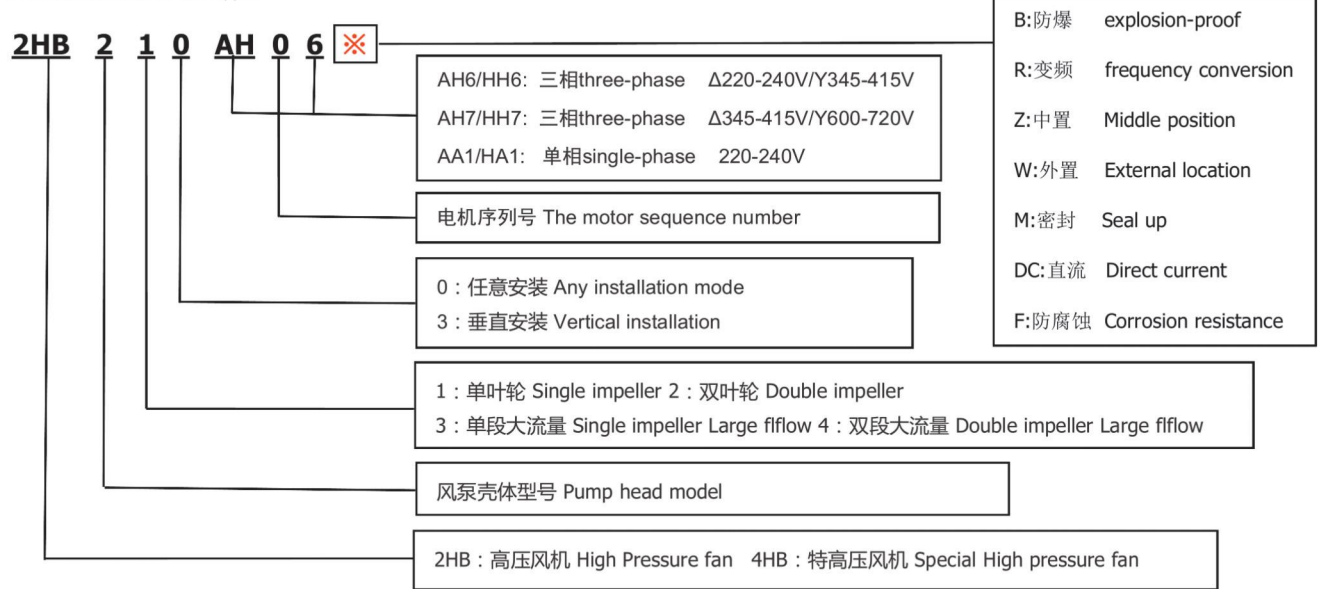 2HB 2 1 0 AH 0 6 ※
AH6/HH6: 三相three-phase Δ220-240V/Y345-415V
AH7/HH7: 三相three-phase Δ345-415V/Y600-720V
AA1/HA1: 单相single-phase 220-240V
电机序列号 The motor sequence number
0：任意安装 Any installation mode
3：垂直安装 Vertical installation
1：单叶轮 Single impeller 2：双叶轮 Double impeller
3：单段大流量 Single impeller Large flflow 4：双段大流量 Double impeller Large flflow
风泵壳体型号 Pump head model
2HB：高压风机 High Pressure fan 4HB：特高压风机 Special High pressure fan
B:防爆 explosion-proof
R:变频 frequency conversion
Z:中置 Middle position
W:外置 External location
M:密封 Seal up
DC:直流 Direct current
F:防腐蚀 Corrosion resistance